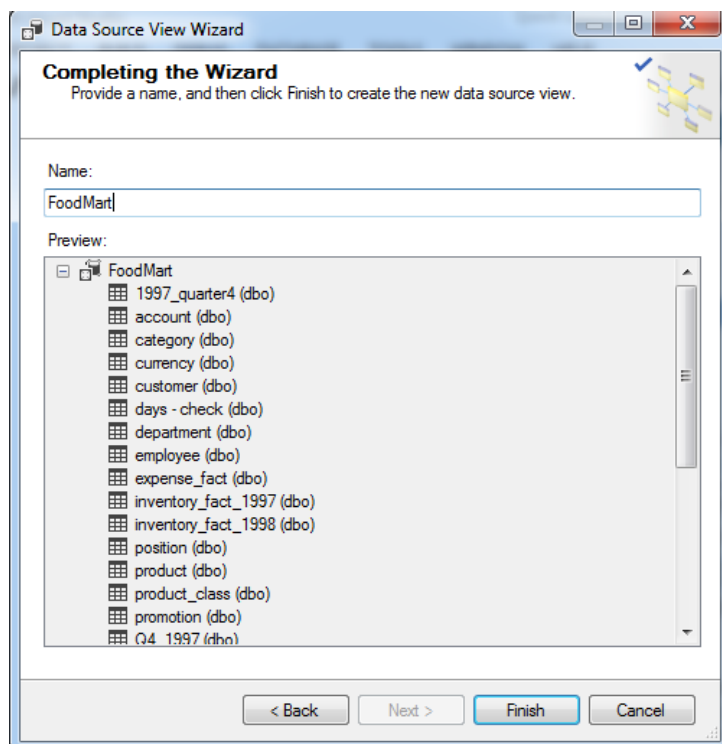 Data Source View Wizard
Completing the Wizard
Provide a name, and then click Finish to create the new data source view.
Name:
FoodMart
Preview:
FoodMart
1997_quarter4 (dbo)
account (dbo)
category (dbo)
currency (dbo)
customer (dbo)
days - check (dbo)
department (dbo)
employee (dbo)
expense_fact (dbo)
inventory_fact_1997 (dbo)
inventory_fact_1998 (dbo)
position (dbo)
product (dbo)
product_class (dbo)
promotion (dbo)
Q4_1997 (dbo)
< Back Next > Finish Cancel